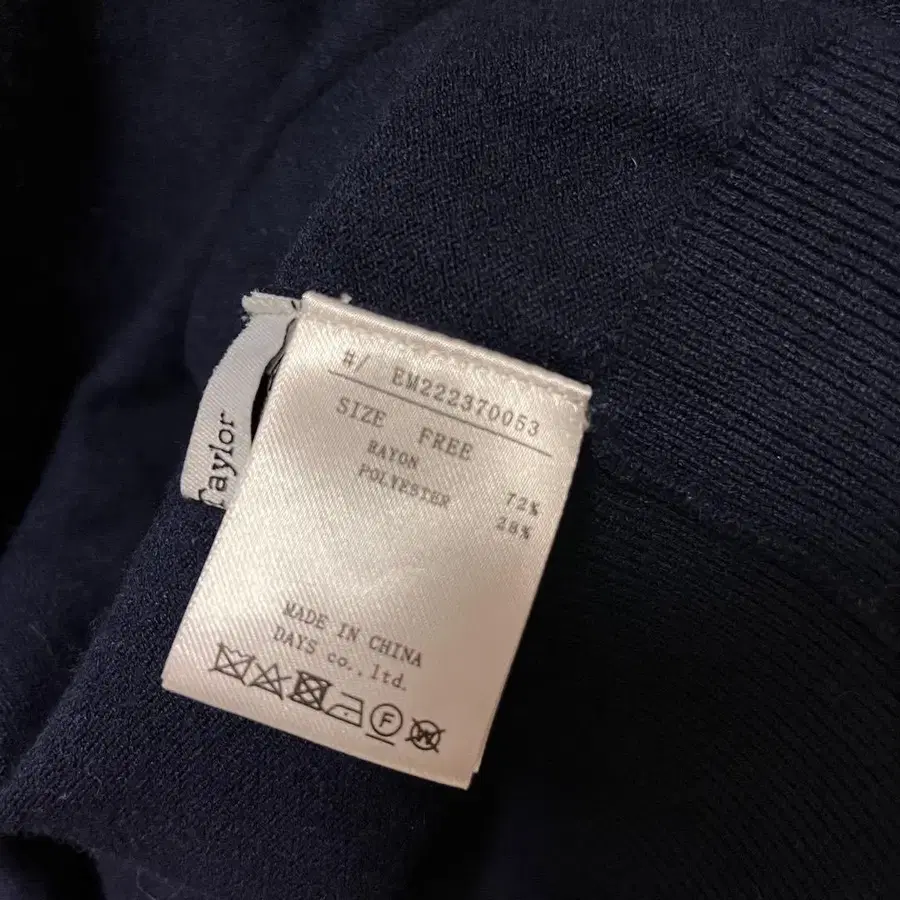 Taylor
#/ EM222370053
SIZE FREE
RAYON 72%
POLYESTER 28%
MADE IN CHINA
DAYS co.,ltd.
F
W